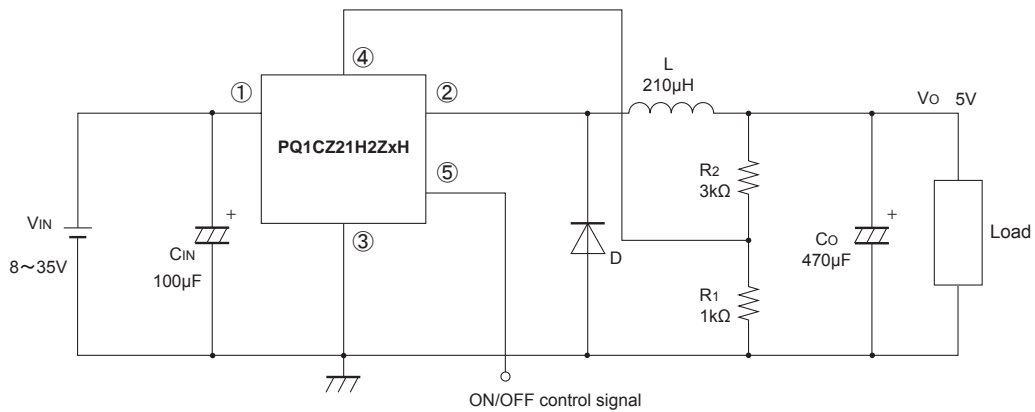 ④
L
210μH
①
②
Vo 5V
PQ1CZ21H2ZxH
R2
3kΩ
⑤
VIN
8～35V
CIN
100μF
+
③
D
R1
1kΩ
Co
470μF
+
Load
ON/OFF control signal